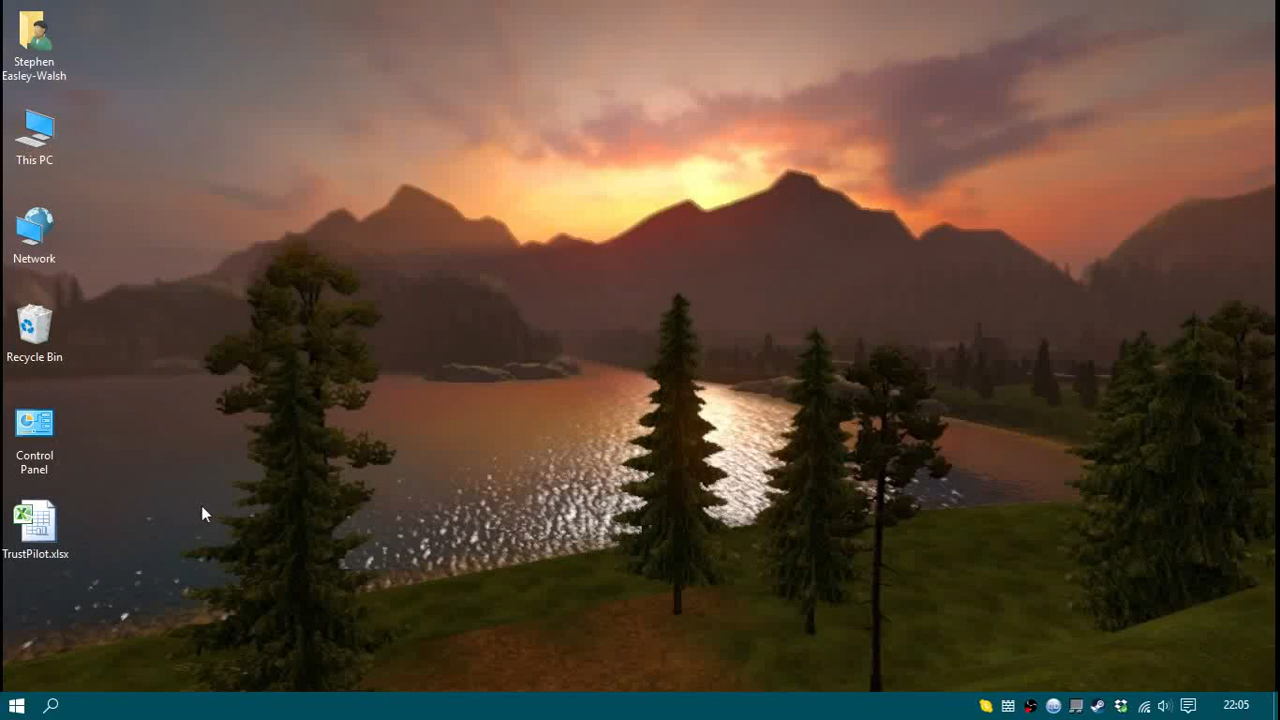 Stephen
Easley-Walsh
This PC
Network
Recycle Bin
Control
Panel
TrustPilot.xlsx
22:05